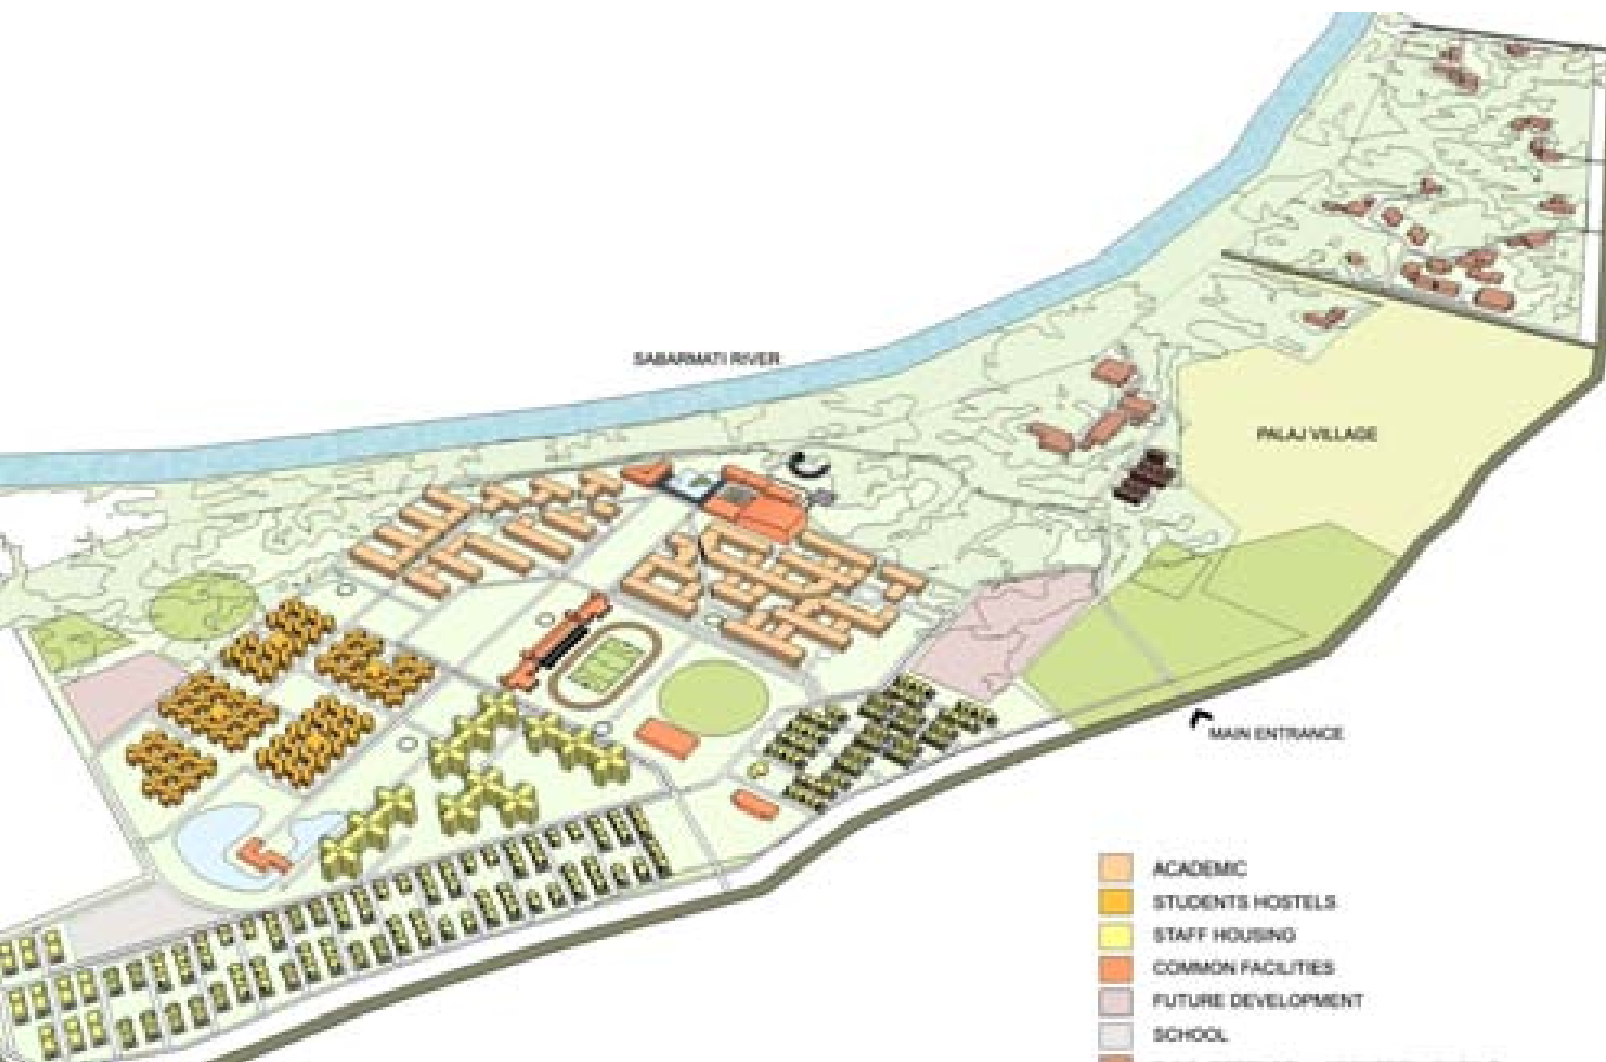 SABARMATI RIVER
PALAJ VILLAGE
MAIN ENTRANCE
ACADEMIC
STUDENTS HOSTELS
STAFF HOUSING
COMMON FACILITIES
FUTURE DEVELOPMENT
SCHOOL